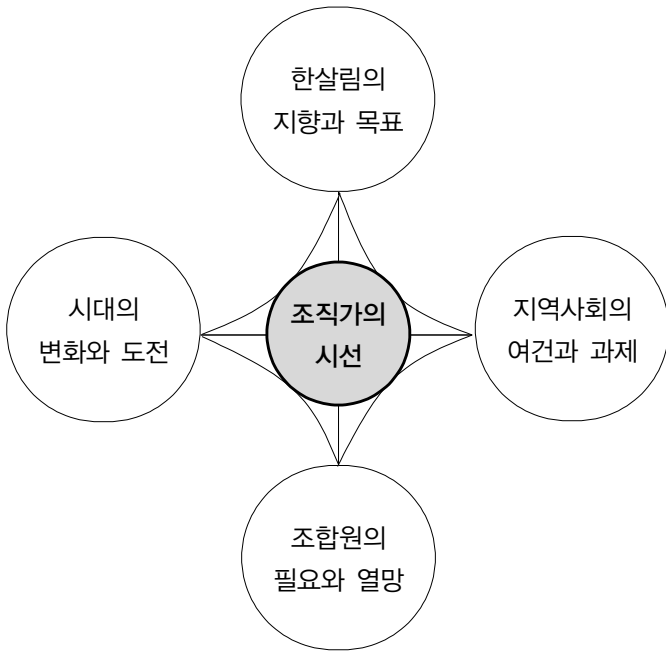 한살림의
지향과 목표
시대의
변화와 도전
조직가의
시선
지역사회의
여건과 과제
조합원의
필요와 열망